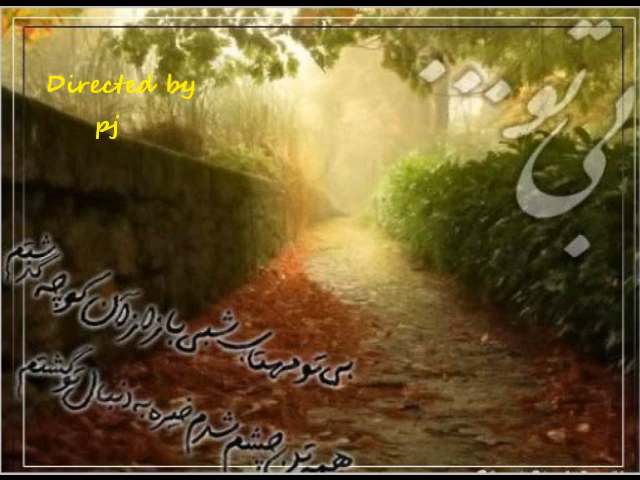 Directed by
pj
بی تو...
بی تو مهتاب شبی باز از آن کوچه گذشتم
همه تن چشم شدم خیره به دنبال تو گشتم